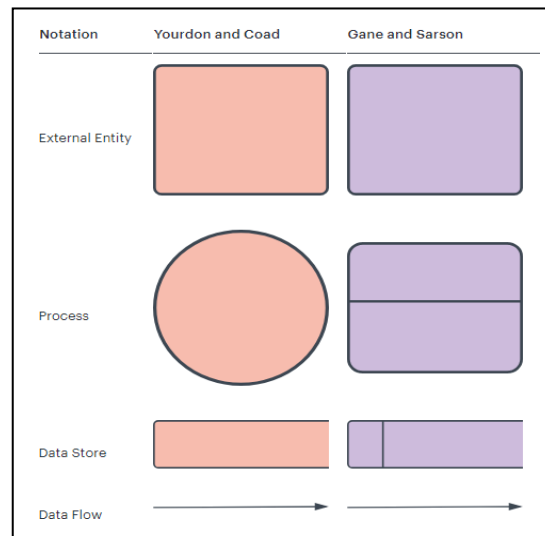 Notation Yourdon and Coad Gane and Sarson
External Entity
Process
Data Store
Data Flow